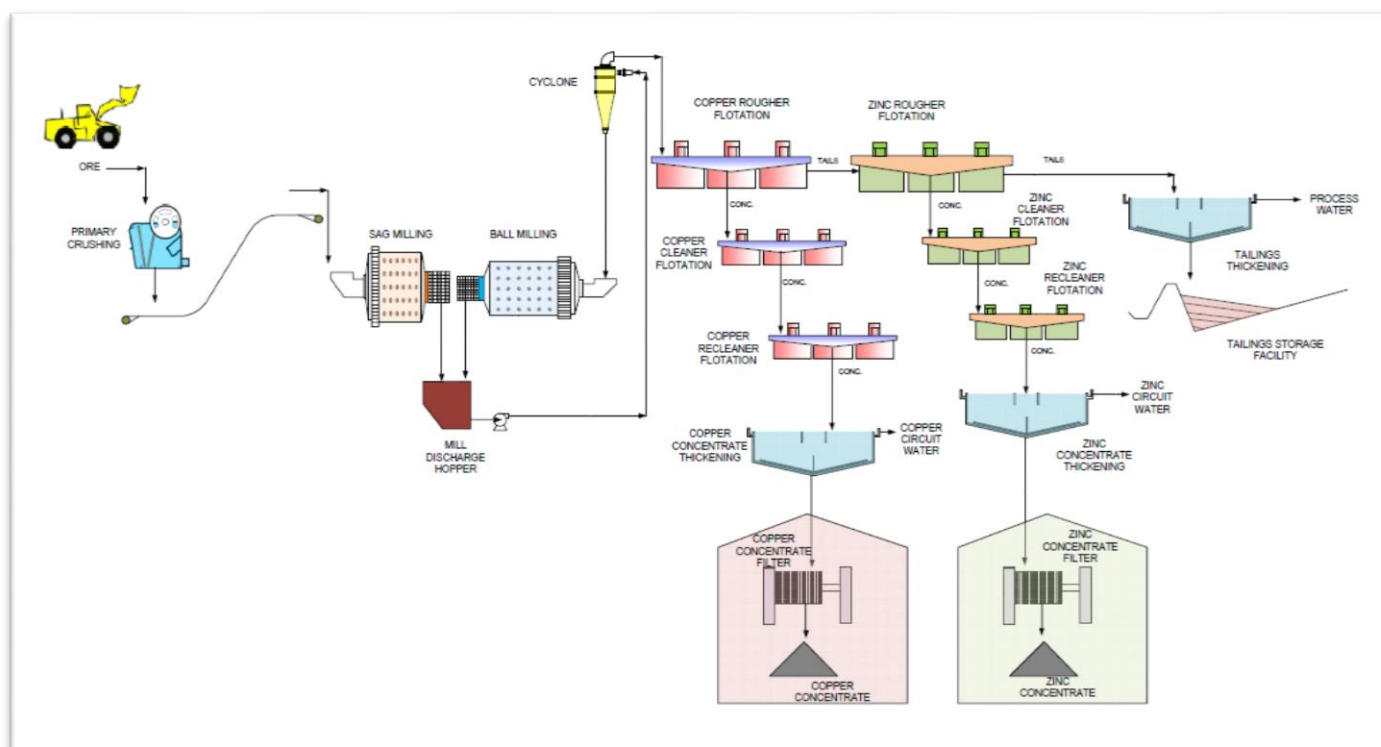 ORE
PRIMARY
CRUSHING
SAG MILLING
BALL MILLING
MILL
DISCHARGE
HOPPER
CYCLONE
COPPER ROUGHER
FLOTATION
TAILS
ZINC ROUGHER
FLOTATION
TAILS
CONC.
CONC.
COPPER
CLEANER
FLOTATION
CONC.
ZINC
CLEANER
FLOTATION
CONC.
COPPER
RECLEANER
FLOTATION
CONC.
ZINC
RECLEANER
FLOTATION
CONC.
PROCESS
WATER
TAILINGS
THICKENING
TAILINGS STORAGE
FACILITY
COPPER
CONCENTRATE
THICKENING
COPPER
CIRCUIT
WATER
ZINC
CIRCUIT
WATER
ZINC
CONCENTRATE
THICKENING
COPPER
CONCENTRATE
FILTER
COPPER
CONCENTRATE
ZINC
CONCENTRATE
FILTER
ZINC
CONCENTRATE